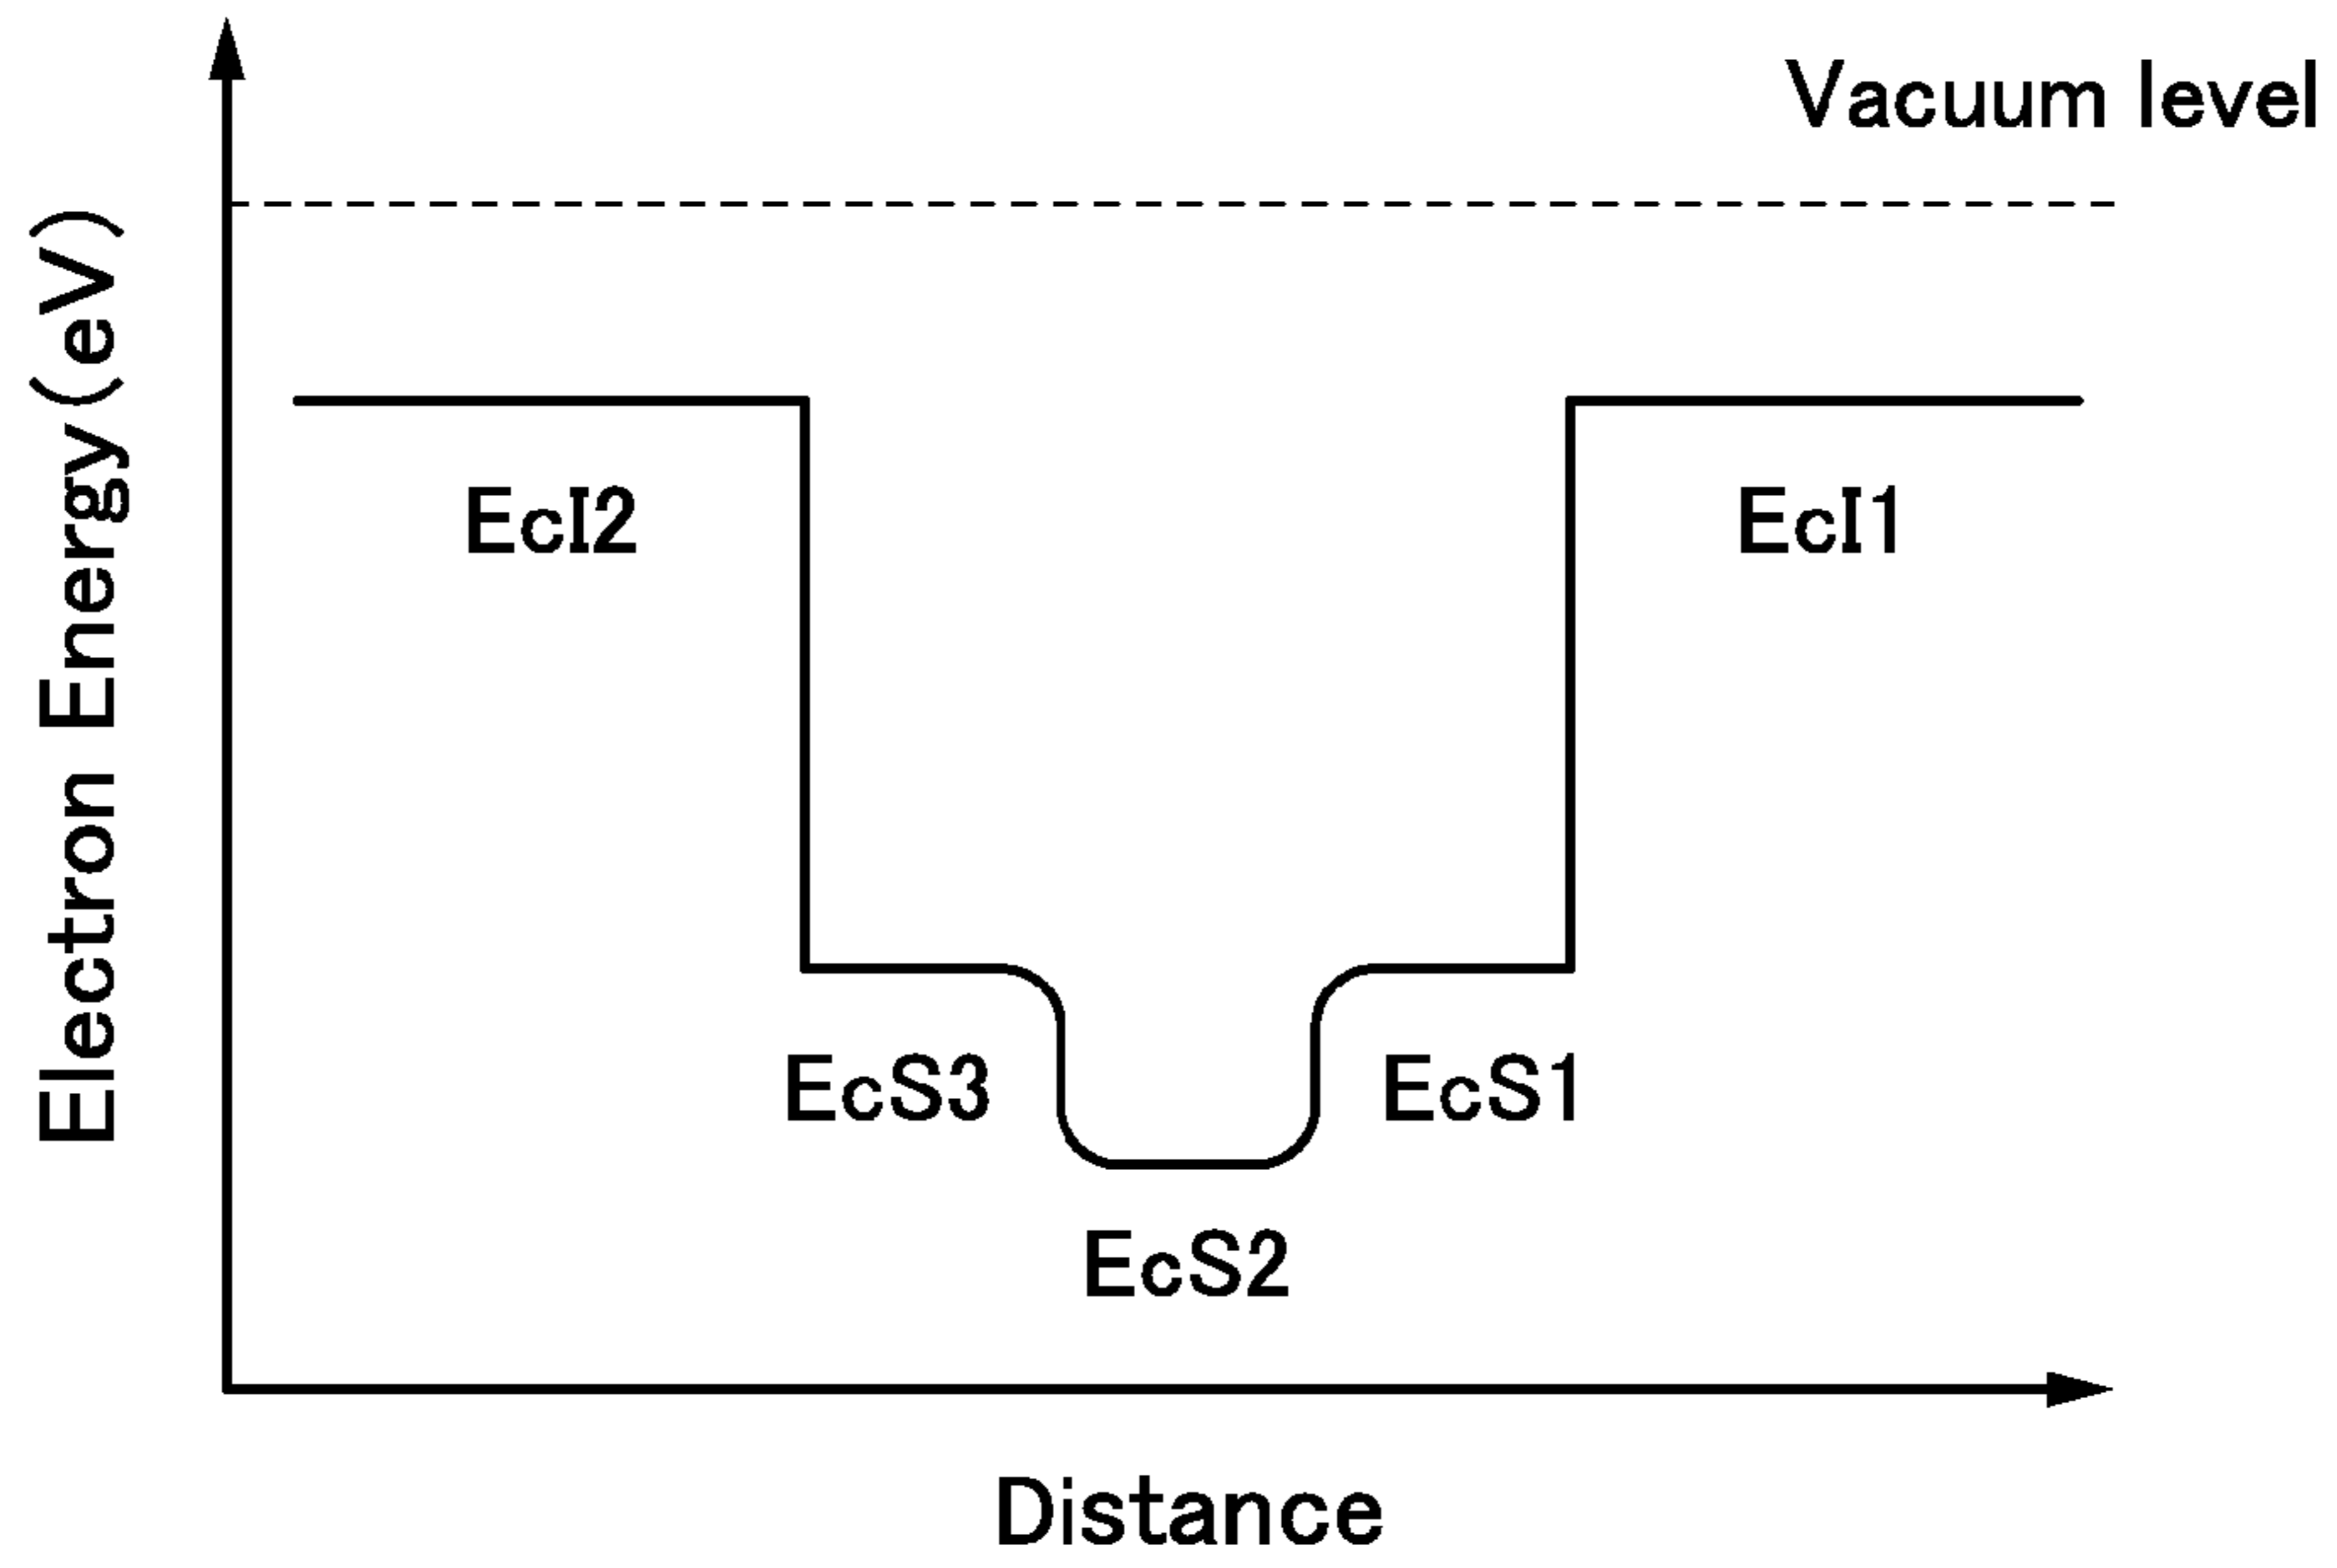 Vacuum level
Electron Energy(eV)
EcI2
EcI1
EcS3
EcS1
EcS2
Distance